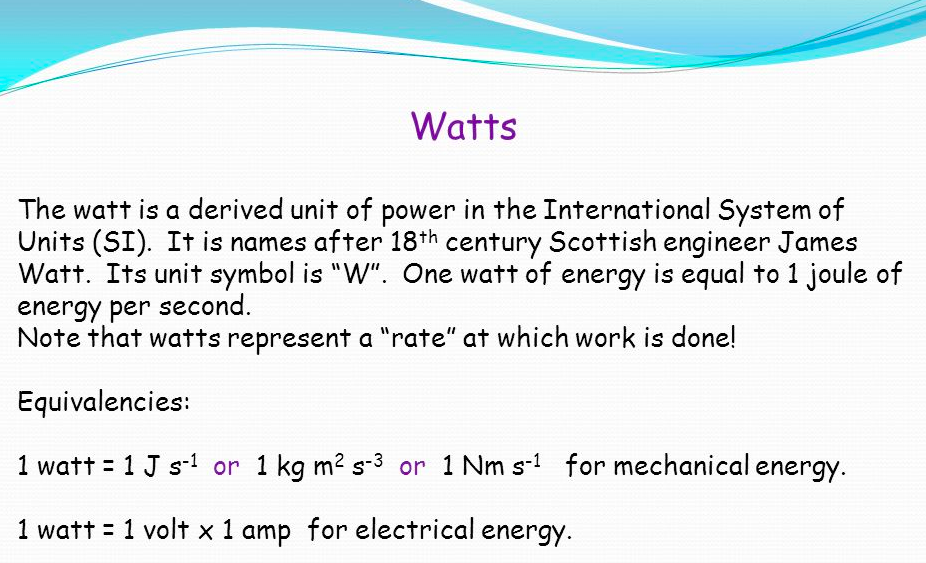 Watts
The watt is a derived unit of power in the International System of
Units (SI).  It is names after 18th century Scottish engineer James
Watt.  Its unit symbol is “W”.  One watt of energy is equal to 1 joule of
energy per second.
Note that watts represent a “rate” at which work is done!
Equivalencies:
1 watt = 1 J s⁻¹  or  1 kg m² s⁻³  or  1 Nm s⁻¹   for mechanical energy.
1 watt = 1 volt x 1 amp  for electrical energy.